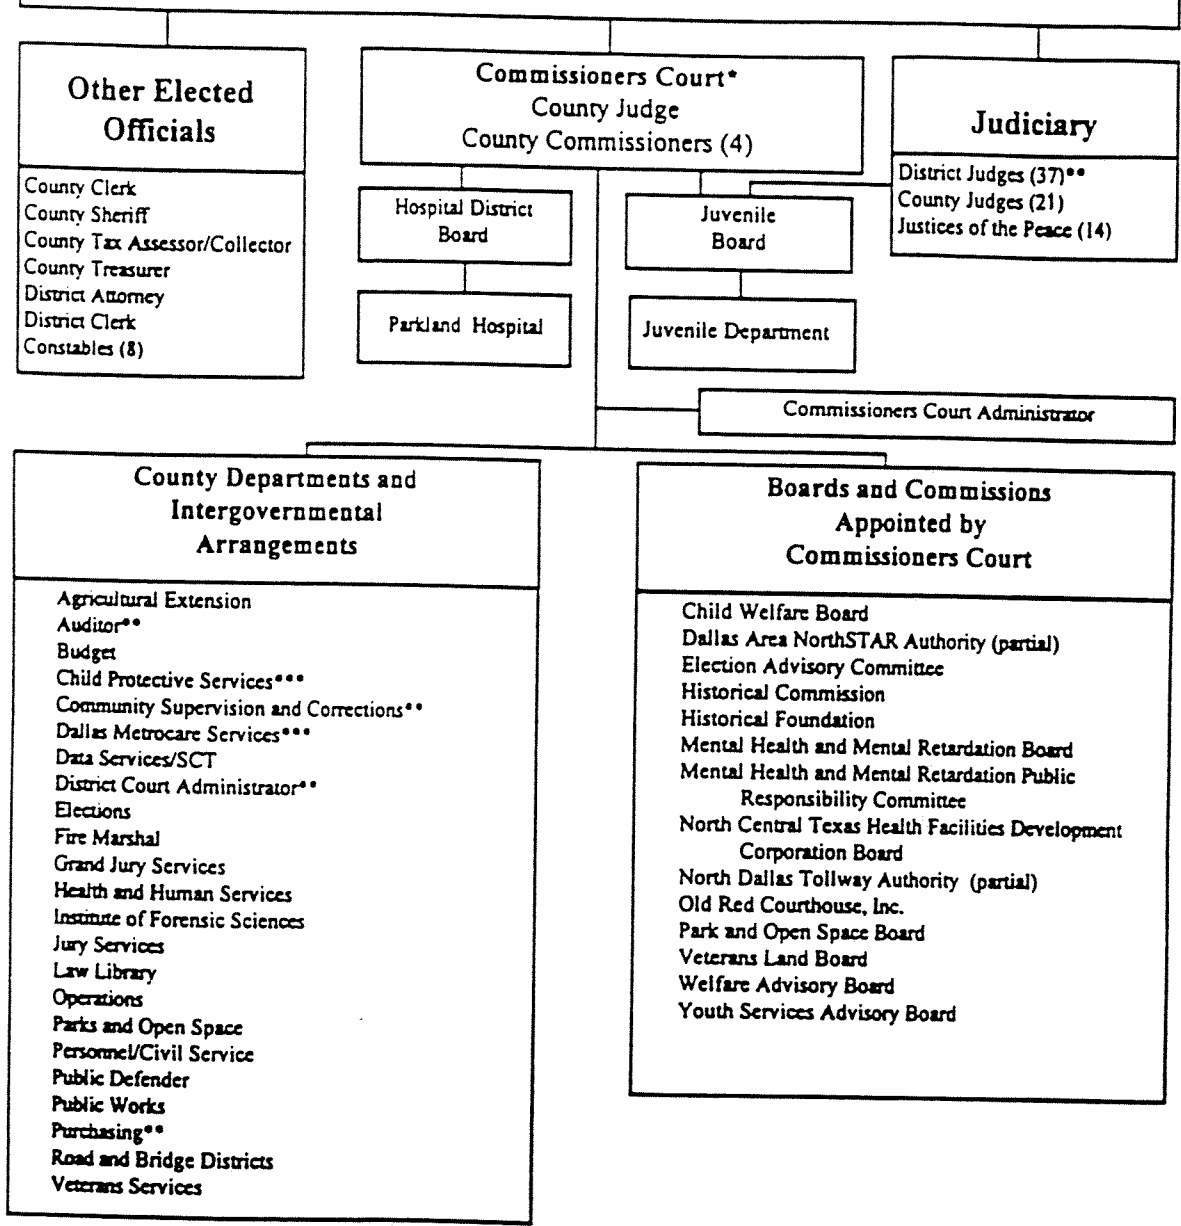 Other Elected
Officials
County Clerk
County Sheriff
County Tax Assessor/Collector
County Treasurer
District Attorney
District Clerk
Constables (8)
Commissioners Court*
County Judge
County Commissioners (4)
Judiciary
District Judges (37)**
County Judges (21)
Justices of the Peace (14)
Hospital District
Board
Juvenile
Board
Parkland Hospital
Juvenile Department
Commissioners Court Administrator
County Departments and
Intergovernmental
Arrangements
Agricultural Extension
Auditor**
Budget
Child Protective Services***
Community Supervision and Corrections**
Dallas Metrocare Services***
Data Services/SCT
District Court Administrator**
Elections
Fire Marshal
Grand Jury Services
Health and Human Services
Institute of Forensic Sciences
Jury Services
Law Library
Operations
Parks and Open Space
Personnel/Civil Service
Public Defender
Public Works
Purchasing**
Road and Bridge Districts
Veterans Services
Boards and Commissions
Appointed by
Commissioners Court
Child Welfare Board
Dallas Area NorthSTAR Authority (partial)
Election Advisory Committee
Historical Commission
Historical Foundation
Mental Health and Mental Retardation Board
Mental Health and Mental Retardation Public
Responsibility Committee
North Central Texas Health Facilities Development
Corporation Board
North Dallas Tollway Authority (partial)
Old Red Courthouse, Inc.
Park and Open Space Board
Veterans Land Board
Welfare Advisory Board
Youth Services Advisory Board